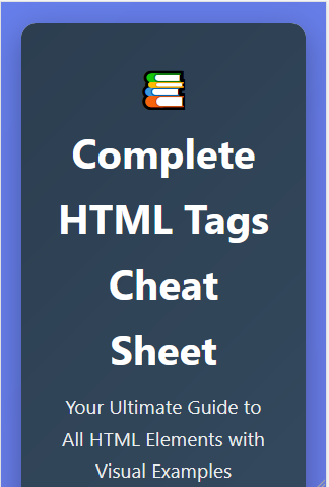 Complete
HTML Tags
Cheat
Sheet
Your Ultimate Guide to
All HTML Elements with
Visual Examples